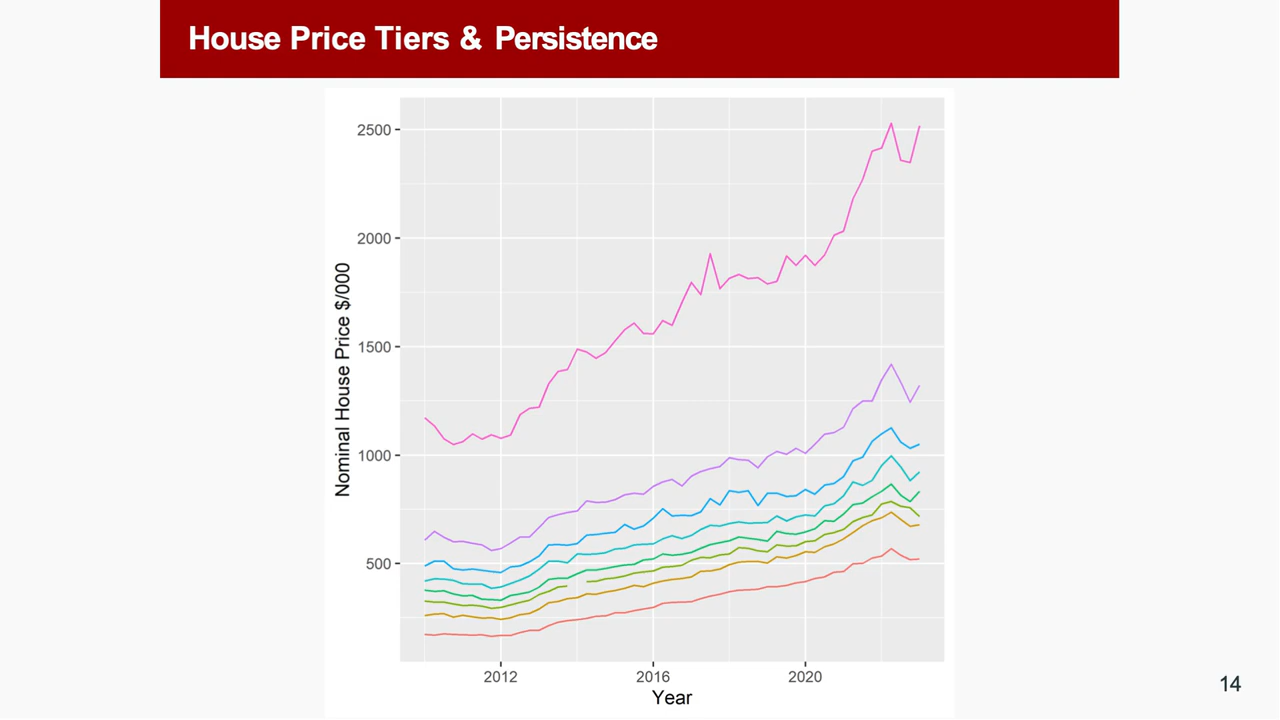 House Price Tiers & Persistence
2500
2000
1500
1000
500
Nominal House Price $/000
2012 2016 2020
Year
14